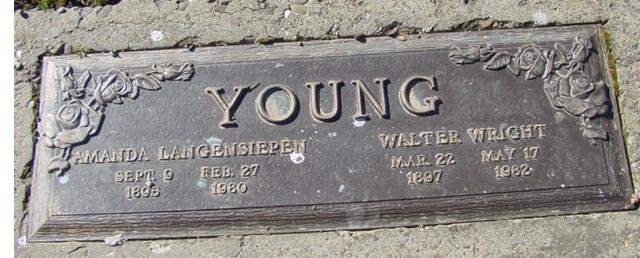 YOUNG
AMANDA LANGENSIEPEN
SEPT. 9 FEB. 27
1895 1980
WALTER WRIGHT
MAR. 22 MAY 17
1897 1982